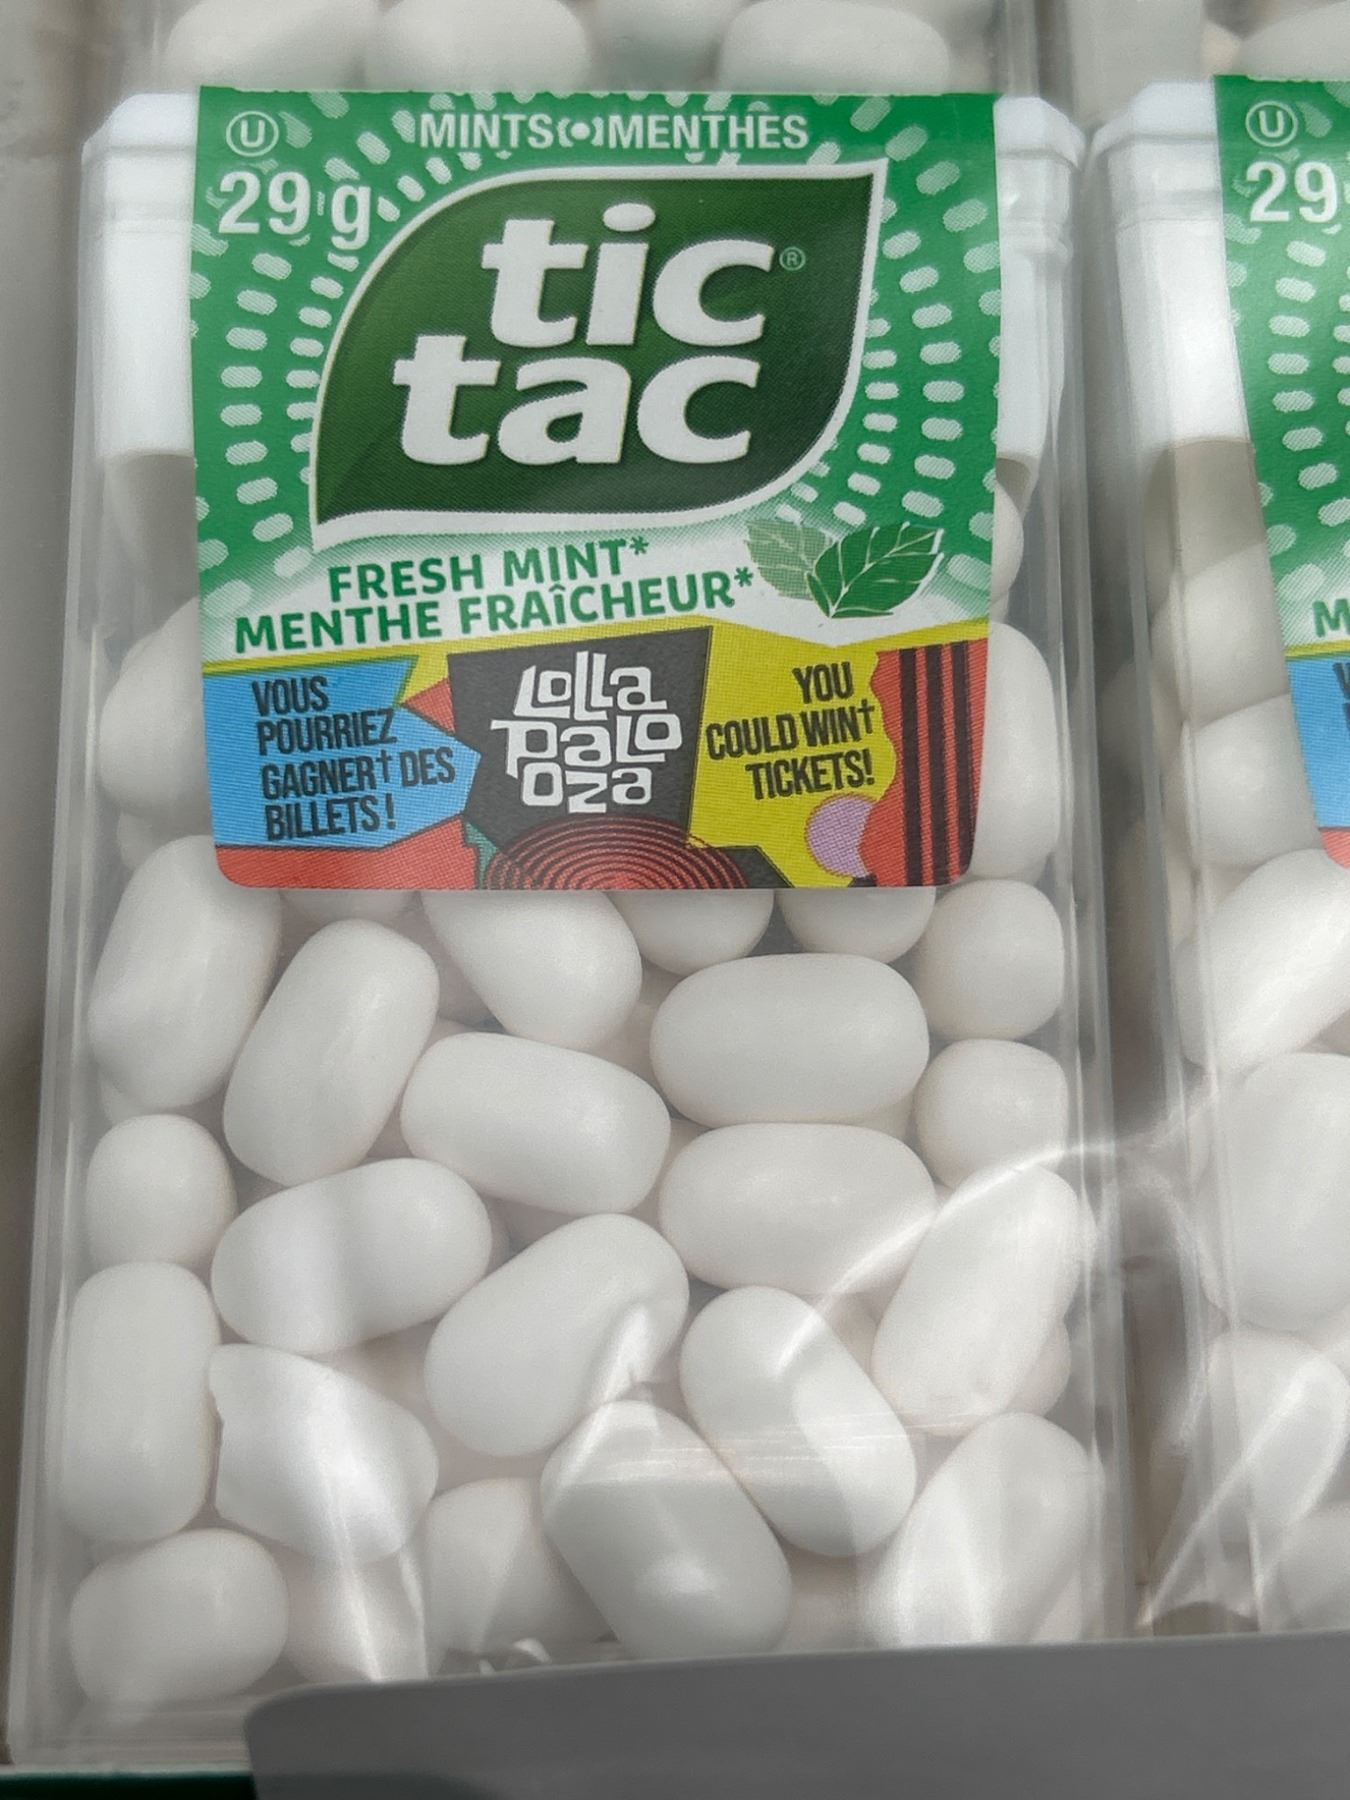 U
MINTS MENTHES
29 g
tic
tac®
FRESH MINT*
MENTHE FRAÎCHEUR*
VOUS
POURRIEZ
GAGNER† DES
BILLETS !
Lolla
Palo
oza
YOU
COULD WIN†
TICKETS!
U
29
M